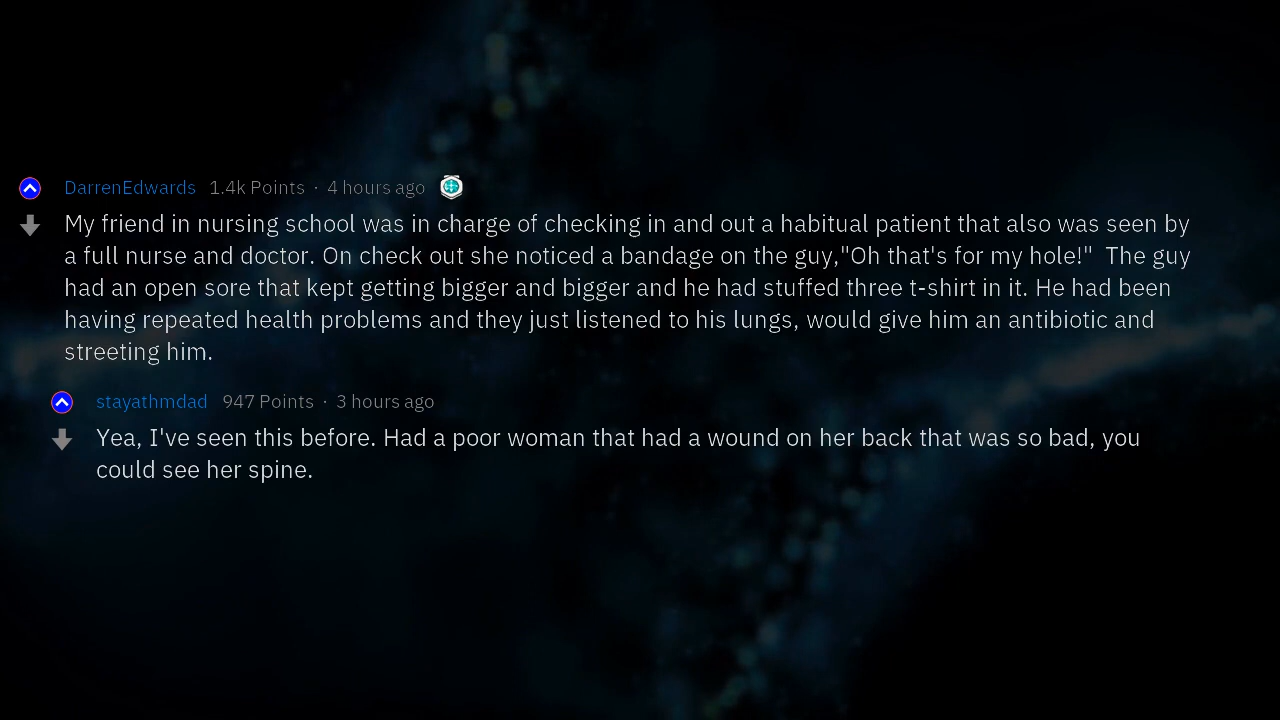 DarrenEdwards 1.4k Points · 4 hours ago
My friend in nursing school was in charge of checking in and out a habitual patient that also was seen by
a full nurse and doctor. On check out she noticed a bandage on the guy,"Oh that's for my hole!"  The guy
had an open sore that kept getting bigger and bigger and he had stuffed three t-shirt in it. He had been
having repeated health problems and they just listened to his lungs, would give him an antibiotic and
streeting him.
stayathmdad 947 Points · 3 hours ago
Yea, I've seen this before. Had a poor woman that had a wound on her back that was so bad, you
could see her spine.